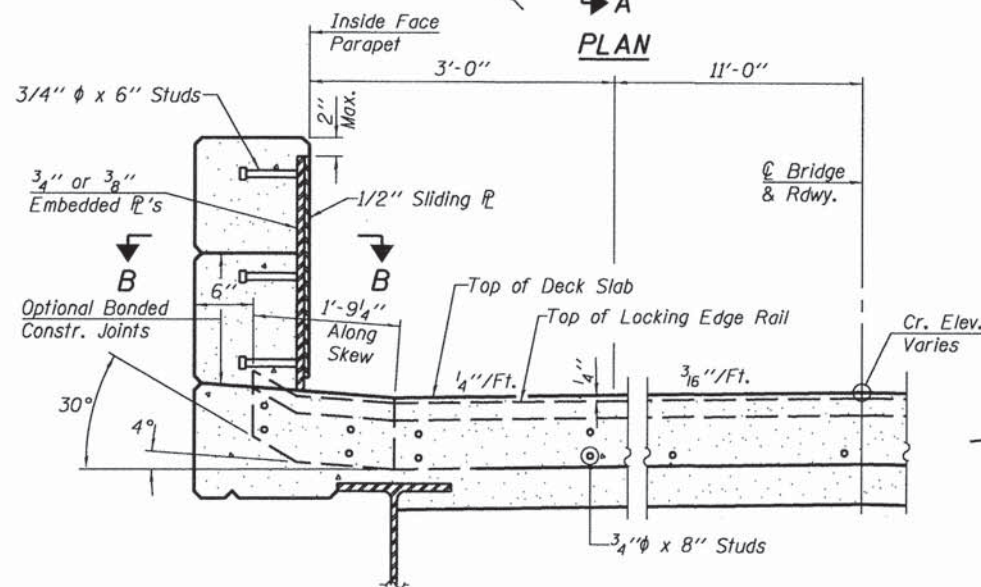 A
PLAN
Inside Face
Parapet
3'-0"
11'-0"
3/4" ϕ x 6" Studs
2"
Max.
3/4" or 3/8"
Embedded ⅊'s
1/2" Sliding ⅊
℄ Bridge
& Rdwy.
B
B
6"
Top of Deck Slab
Optional Bonded
Constr. Joints
1'-9 1/4"
Along
Skew
Top of Locking Edge Rail
Cr. Elev.
Varies
1/4"/Ft.
1/4"
3/16"/Ft.
30°
4°
3/4"ϕ x 8" Studs